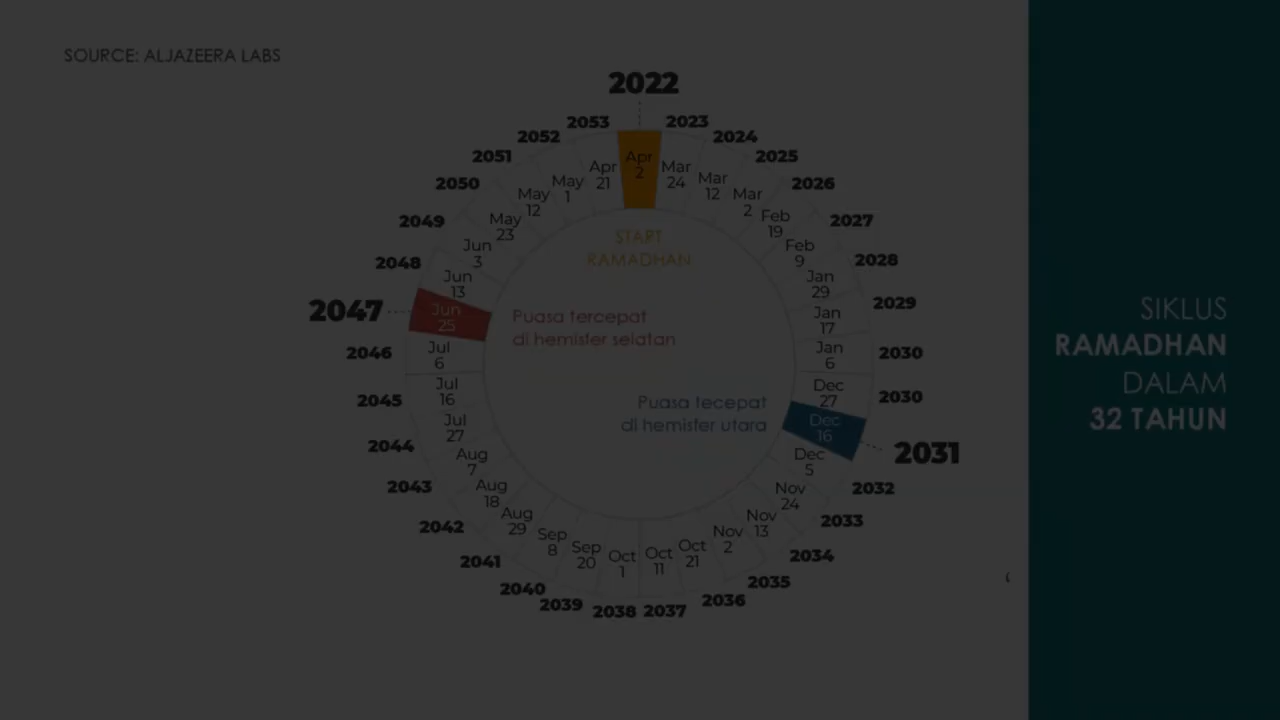 SOURCE: ALJAZEERA LABS
2022
2023
2024
2025
2026
2027
2028
2029
2030
2030
2031
2032
2033
2034
2035
2036
2037
2038
2039
2040
2041
2042
2043
2044
2045
2046
2047
2048
2049
2050
2051
2052
2053
Apr
2
Mar
24
Mar
12
Mar
2
Feb
19
Feb
9
Jan
29
Jan
17
Jan
6
Dec
27
Dec
16
Dec
5
Nov
24
Nov
13
Nov
2
Oct
21
Oct
11
Oct
1
Sep
20
Sep
8
Aug
29
Aug
18
Aug
7
Jul
27
Jul
16
Jul
6
Jun
25
Jun
13
Jun
3
May
23
May
12
May
1
Apr
21
START
RAMADHAN
Puasa tercepat
di hemisfer selatan
Puasa tecepat
di hemisfer utara
SIKLUS
RAMADHAN
DALAM
32 TAHUN